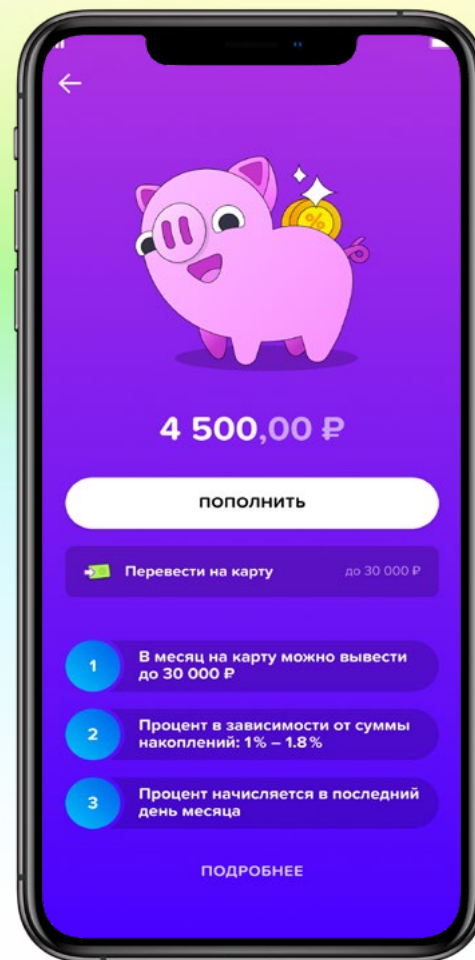 %
4 500,00 ₽
ПОПОЛНИТЬ
Перевести на карту до 30 000 ₽
1 В месяц на карту можно вывести
до 30 000 ₽
2 Процент в зависимости от суммы
накоплений: 1% – 1.8%
3 Процент начисляется в последний
день месяца
ПОДРОБНЕЕ